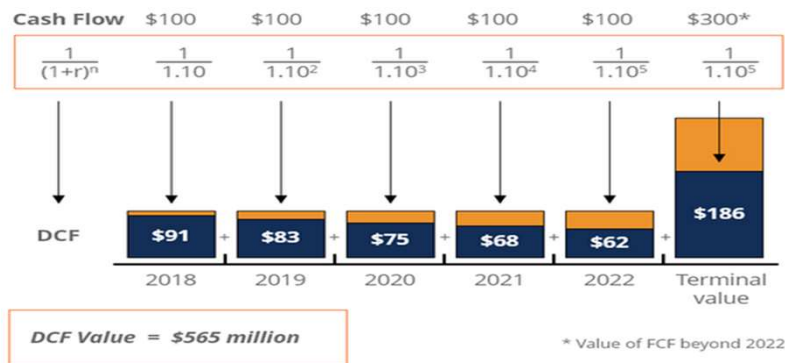 Cash Flow $100 $100 $100 $100 $100 $300*
1 1 1 1 1 1 1
(1+r)ⁿ 1.10 1.10² 1.10³ 1.10⁴ 1.10⁵ 1.10⁵
DCF $91 + $83 + $75 + $68 + $62 + $186
2018 2019 2020 2021 2022 Terminal
value
DCF Value = $565 million
* Value of FCF beyond 2022